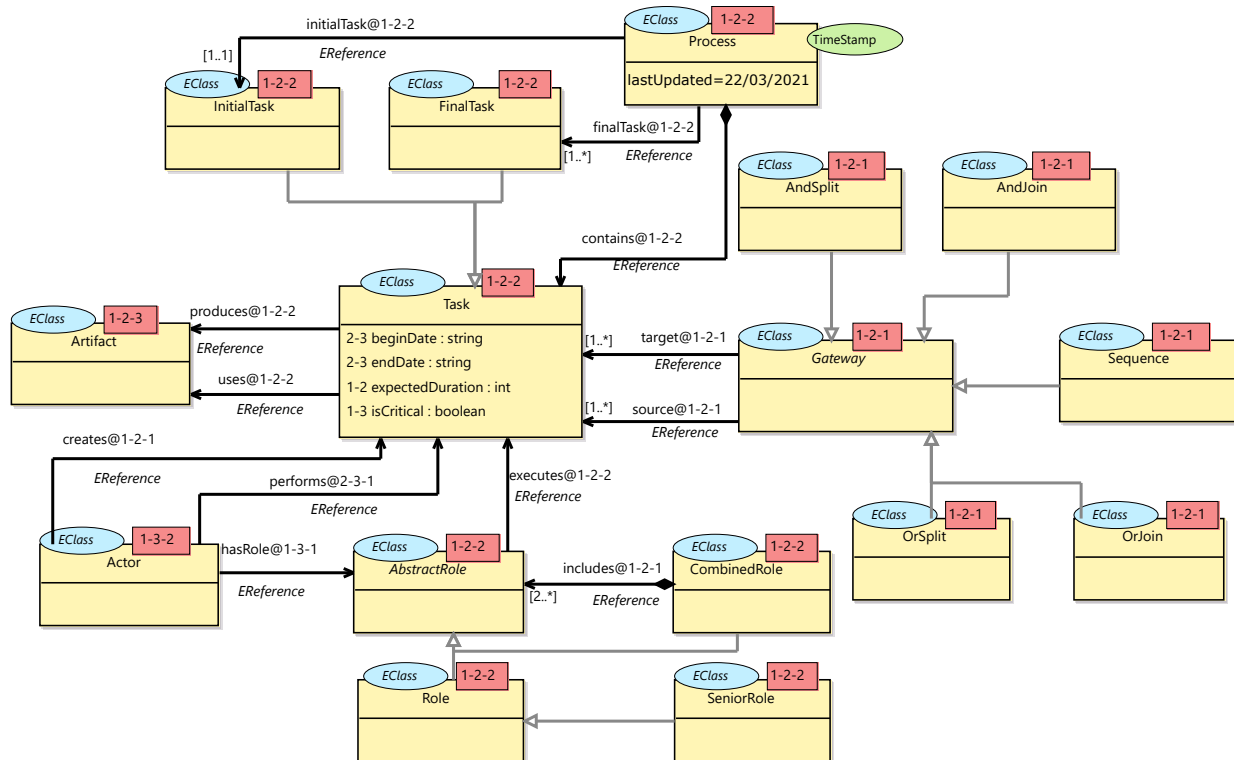 EClass
1-2-2
Process
TimeStamp
lastUpdated=22/03/2021
initialTask@1-2-2
EReference
[1..1]
EClass
1-2-2
InitialTask
EClass
1-2-2
FinalTask
finalTask@1-2-2
[1..*]
EReference
EClass
1-2-1
AndSplit
EClass
1-2-1
AndJoin
contains@1-2-2
EReference
EClass
1-2-2
Task
2-3 beginDate : string
2-3 endDate : string
1-2 expectedDuration : int
1-3 isCritical : boolean
EClass
1-2-3
Artifact
produces@1-2-2
EReference
uses@1-2-2
EReference
[1..*]
target@1-2-1
EReference
[1..*]
source@1-2-1
EReference
EClass
1-2-1
Gateway
EClass
1-2-1
Sequence
creates@1-2-1
EReference
performs@2-3-1
EReference
executes@1-2-2
EReference
EClass
1-3-2
Actor
hasRole@1-3-1
EReference
EClass
1-2-2
AbstractRole
includes@1-2-1
[2..*]
EReference
EClass
1-2-2
CombinedRole
EClass
1-2-1
OrSplit
EClass
1-2-1
OrJoin
EClass
1-2-2
Role
EClass
1-2-2
SeniorRole